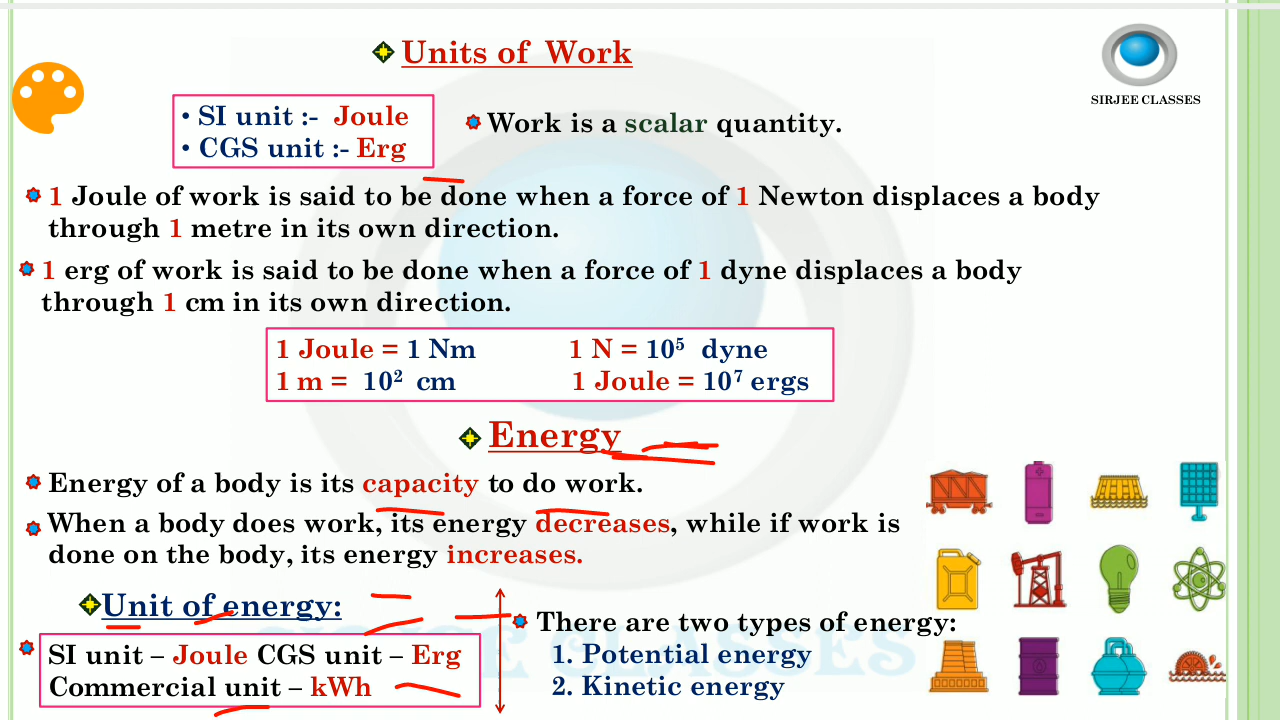 Units of Work
SIRJEE CLASSES
• SI unit :- Joule
• CGS unit :- Erg
Work is a scalar quantity.
1 Joule of work is said to be done when a force of 1 Newton displaces a body
through 1 metre in its own direction.
1 erg of work is said to be done when a force of 1 dyne displaces a body
through 1 cm in its own direction.
1 Joule = 1 Nm 1 N = 10⁵ dyne
1 m = 10² cm 1 Joule = 10⁷ ergs
Energy
Energy of a body is its capacity to do work.
When a body does work, its energy decreases, while if work is
done on the body, its energy increases.
Unit of energy:
SI unit – Joule CGS unit – Erg
Commercial unit – kWh
There are two types of energy:
1. Potential energy
2. Kinetic energy